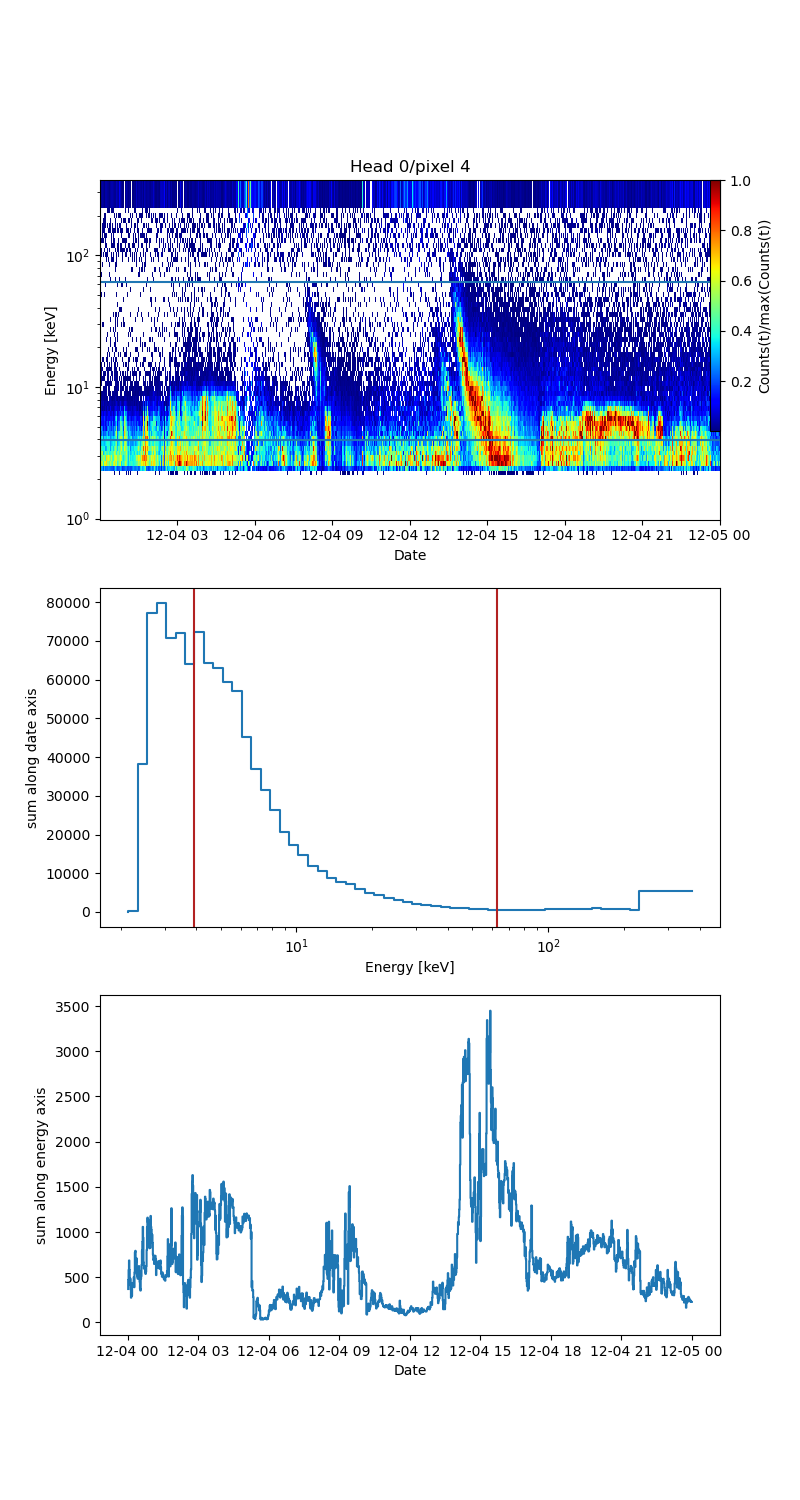 Head 0/pixel 4
Energy [keV]
10²
10¹
10⁰
12-04 03 12-04 06 12-04 09 12-04 12 12-04 15 12-04 18 12-04 21 12-05 00
Date
1.0
0.8
0.6
0.4
0.2
Counts(t)/max(Counts(t))
sum along date axis
80000
70000
60000
50000
40000
30000
20000
10000
0
10¹ 10²
Energy [keV]
sum along energy axis
3500
3000
2500
2000
1500
1000
500
0
12-04 00 12-04 03 12-04 06 12-04 09 12-04 12 12-04 15 12-04 18 12-04 21 12-05 00
Date